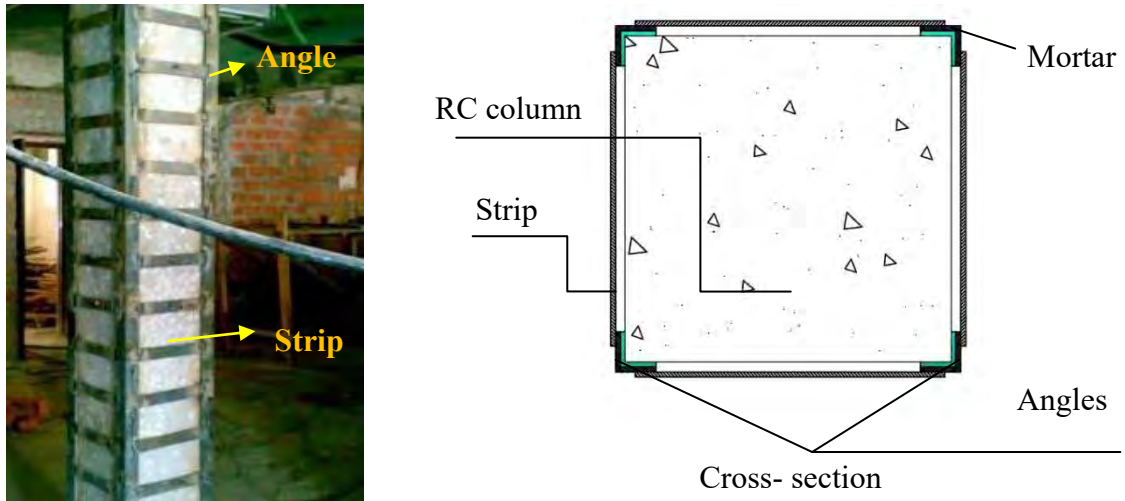 Angle
Strip
Mortar
RC column
Strip
Angles
Cross- section